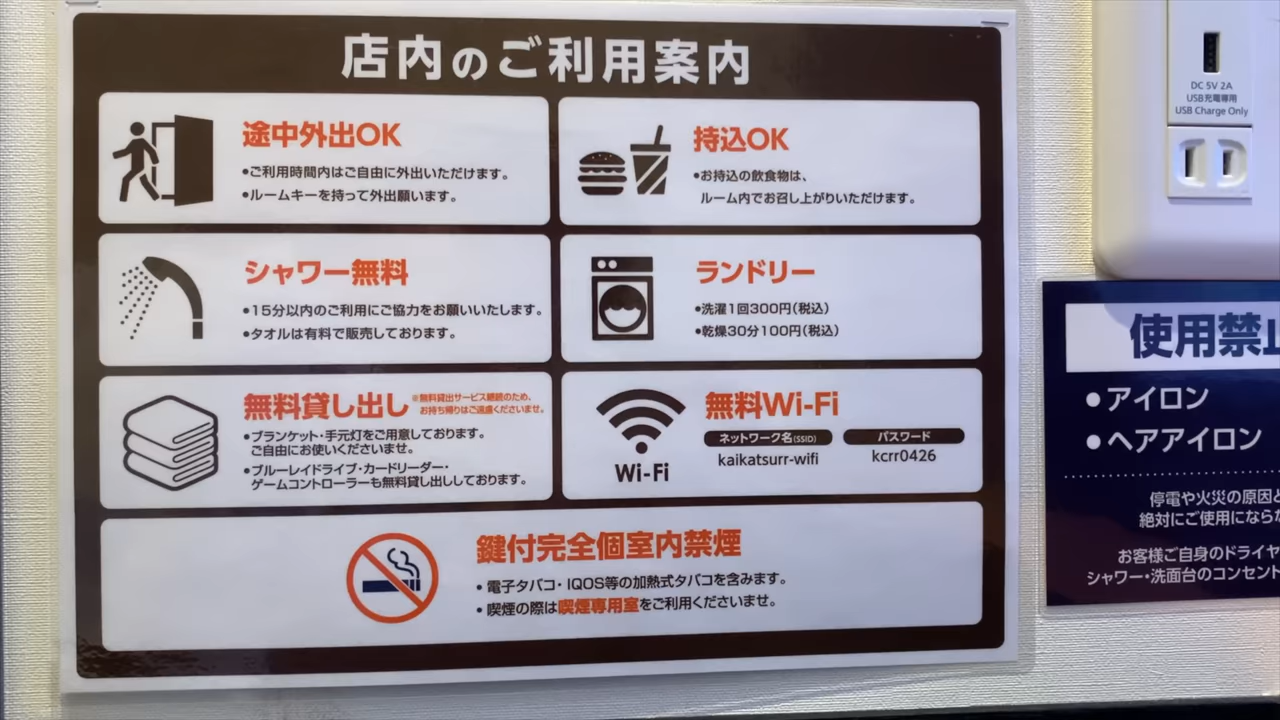 店内のご利用案内
途中外出OK
•ご利用時間内はご自由に外出いただけます。
ルームキーを持って外出願います。
持込OK
•お持込の飲食物は、
ルーム内でお召し上がりいただけます。
シャワー無料
•15分以内のご利用にご協力をお願いいたします。
•タオルは有料で販売しております。
ランドリー
•洗濯1回300円(税込)
•乾燥30分100円(税込)
無料貸し出し
※無料貸出サービス継続のため、
お持ち帰りはご遠慮くださいませ。
•ブランケット・手元灯をご用意しております。
ご自由にお使いくださいませ。
•ブルーレイドライブ・カードリーダー・
ゲームコントローラーも無料貸し出ししております。
Wi-Fi
無料Wi-Fi
ネットワーク名(SSID)
kaikatsurr-wifi
パスワード
kcrr0426
鍵付完全個室内禁煙
•電子タバコ・IQOS等の加熱式タバコを含みます。
•喫煙の際は喫煙専用室をご利用くださいませ。
DC 5V 2A
USB充電専用
USB Charge Only
使用禁止
●アイロン
●ヘアアイロン
停電や火災の原因と
絶対にご使用にならな
お客様ご自身のドライヤ
シャワー・洗面台のコンセント